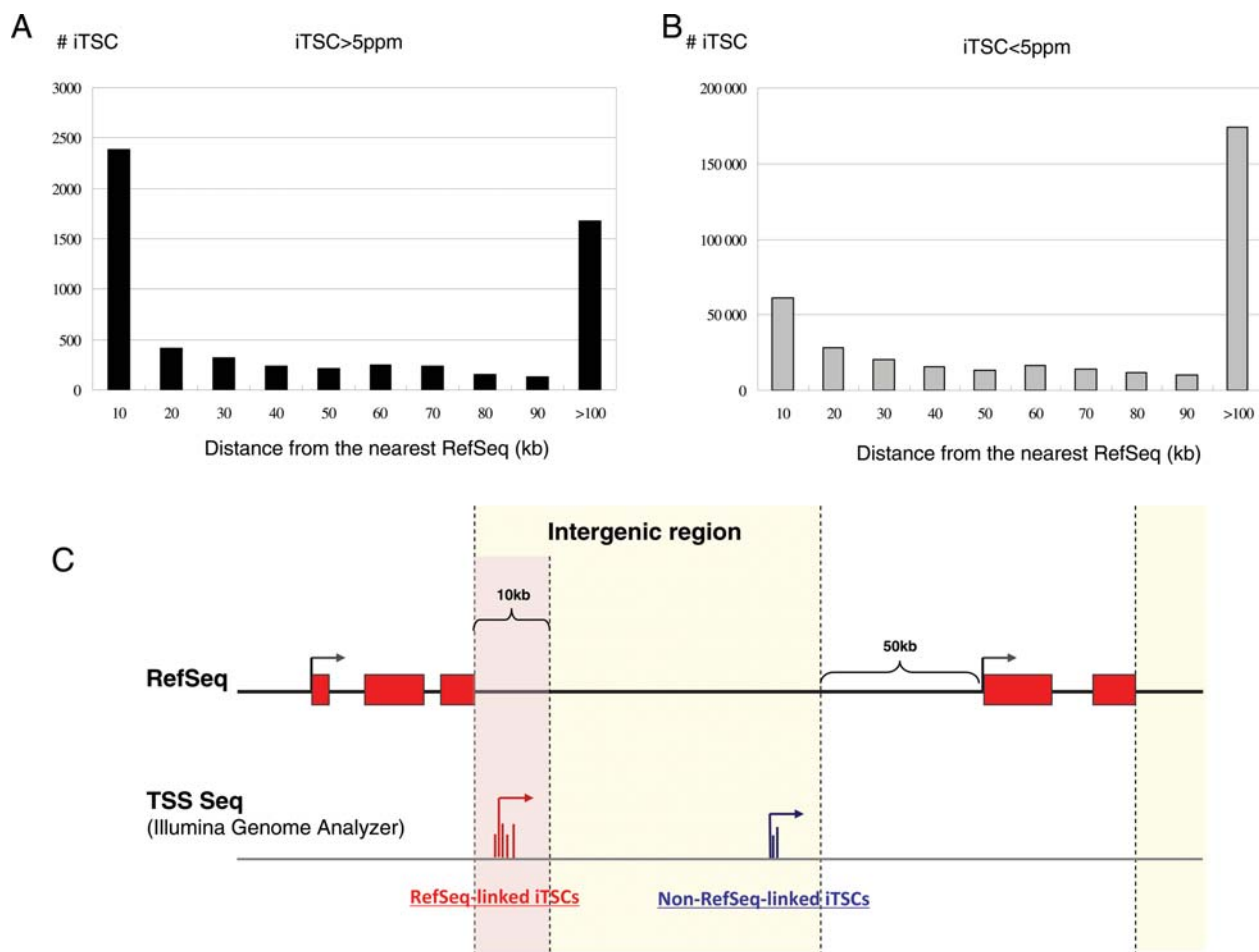 A
# iTSC
iTSC>5ppm
3000
2500
2000
1500
1000
500
0
10 20 30 40 50 60 70 80 90 >100
Distance from the nearest RefSeq (kb)
B
# iTSC
iTSC<5ppm
200 000
150 000
100 000
50 000
0
10 20 30 40 50 60 70 80 90 >100
Distance from the nearest RefSeq (kb)
C
Intergenic region
10kb
50kb
RefSeq
TSS Seq
(Illumina Genome Analyzer)
RefSeq-linked iTSCs
Non-RefSeq-linked iTSCs